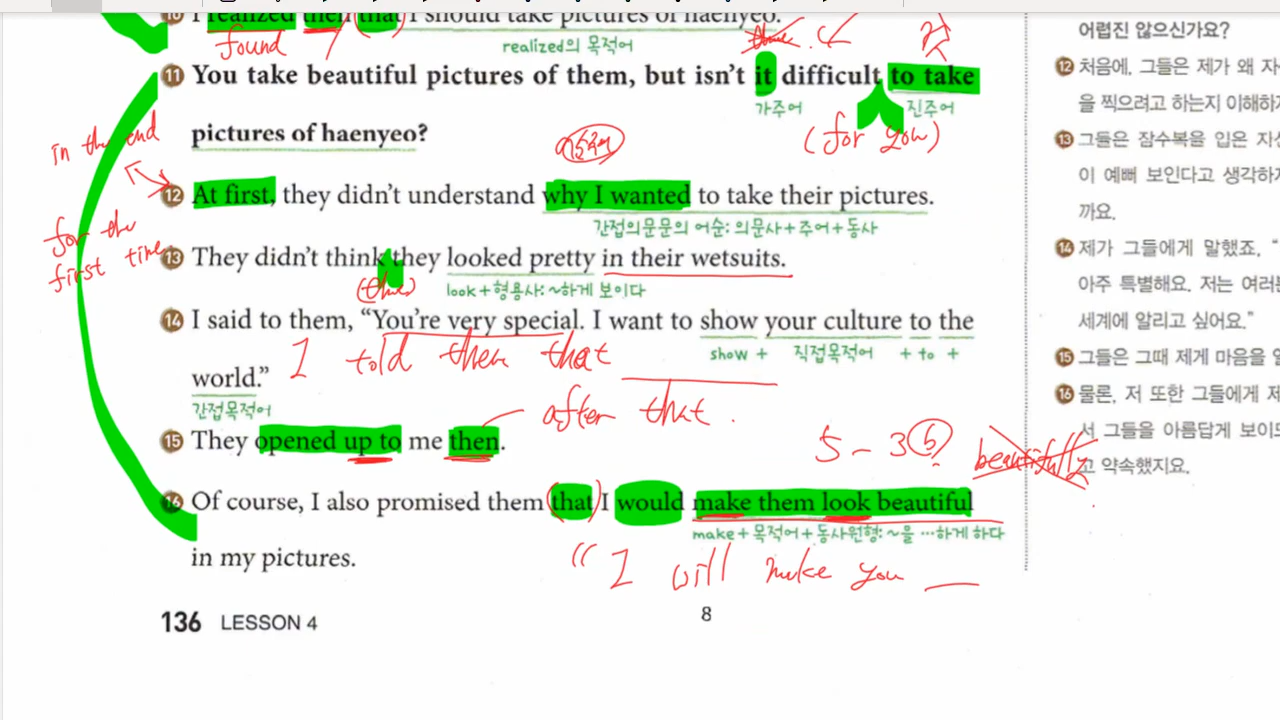 ⑩ I realized then that I should take pictures of haenyeo.
found
realized의 목적어
⑪ You take beautiful pictures of them, but isn't it difficult to take
가주어
진주어
pictures of haenyeo?
(for you)
in the end
⑫ At first, they didn't understand why I wanted to take their pictures.
간접의문문의 어순: 의문사+주어+동사
for the
first time
⑬ They didn't think they looked pretty in their wetsuits.
look+형용사: ~하게 보이다
⑭ I said to them, "You're very special. I want to show your culture to the
show + 직접목적어 + to +
I told them that
world."
간접목적어
after that.
⑮ They opened up to me then.
5 - 3
beautifully
⑯ Of course, I also promised them that I would make them look beautiful
make+목적어+동사원형: ~을 …하게 하다
in my pictures.
"I will make you
136 LESSON 4
8
어렵진 않으신가요?
⑫ 처음에, 그들은 제가 왜 자
을 찍으려고 하는지 이해하
⑬ 그들은 잠수복을 입은 자
이 예뻐 보인다고 생각하지
까요.
⑭ 제가 그들에게 말했죠, "
아주 특별해요. 저는 여러분
세계에 알리고 싶어요."
⑮ 그들은 그때 제게 마음을 열
⑯ 물론, 저 또한 그들에게 제
서 그들을 아름답게 보이
고 약속했지요.